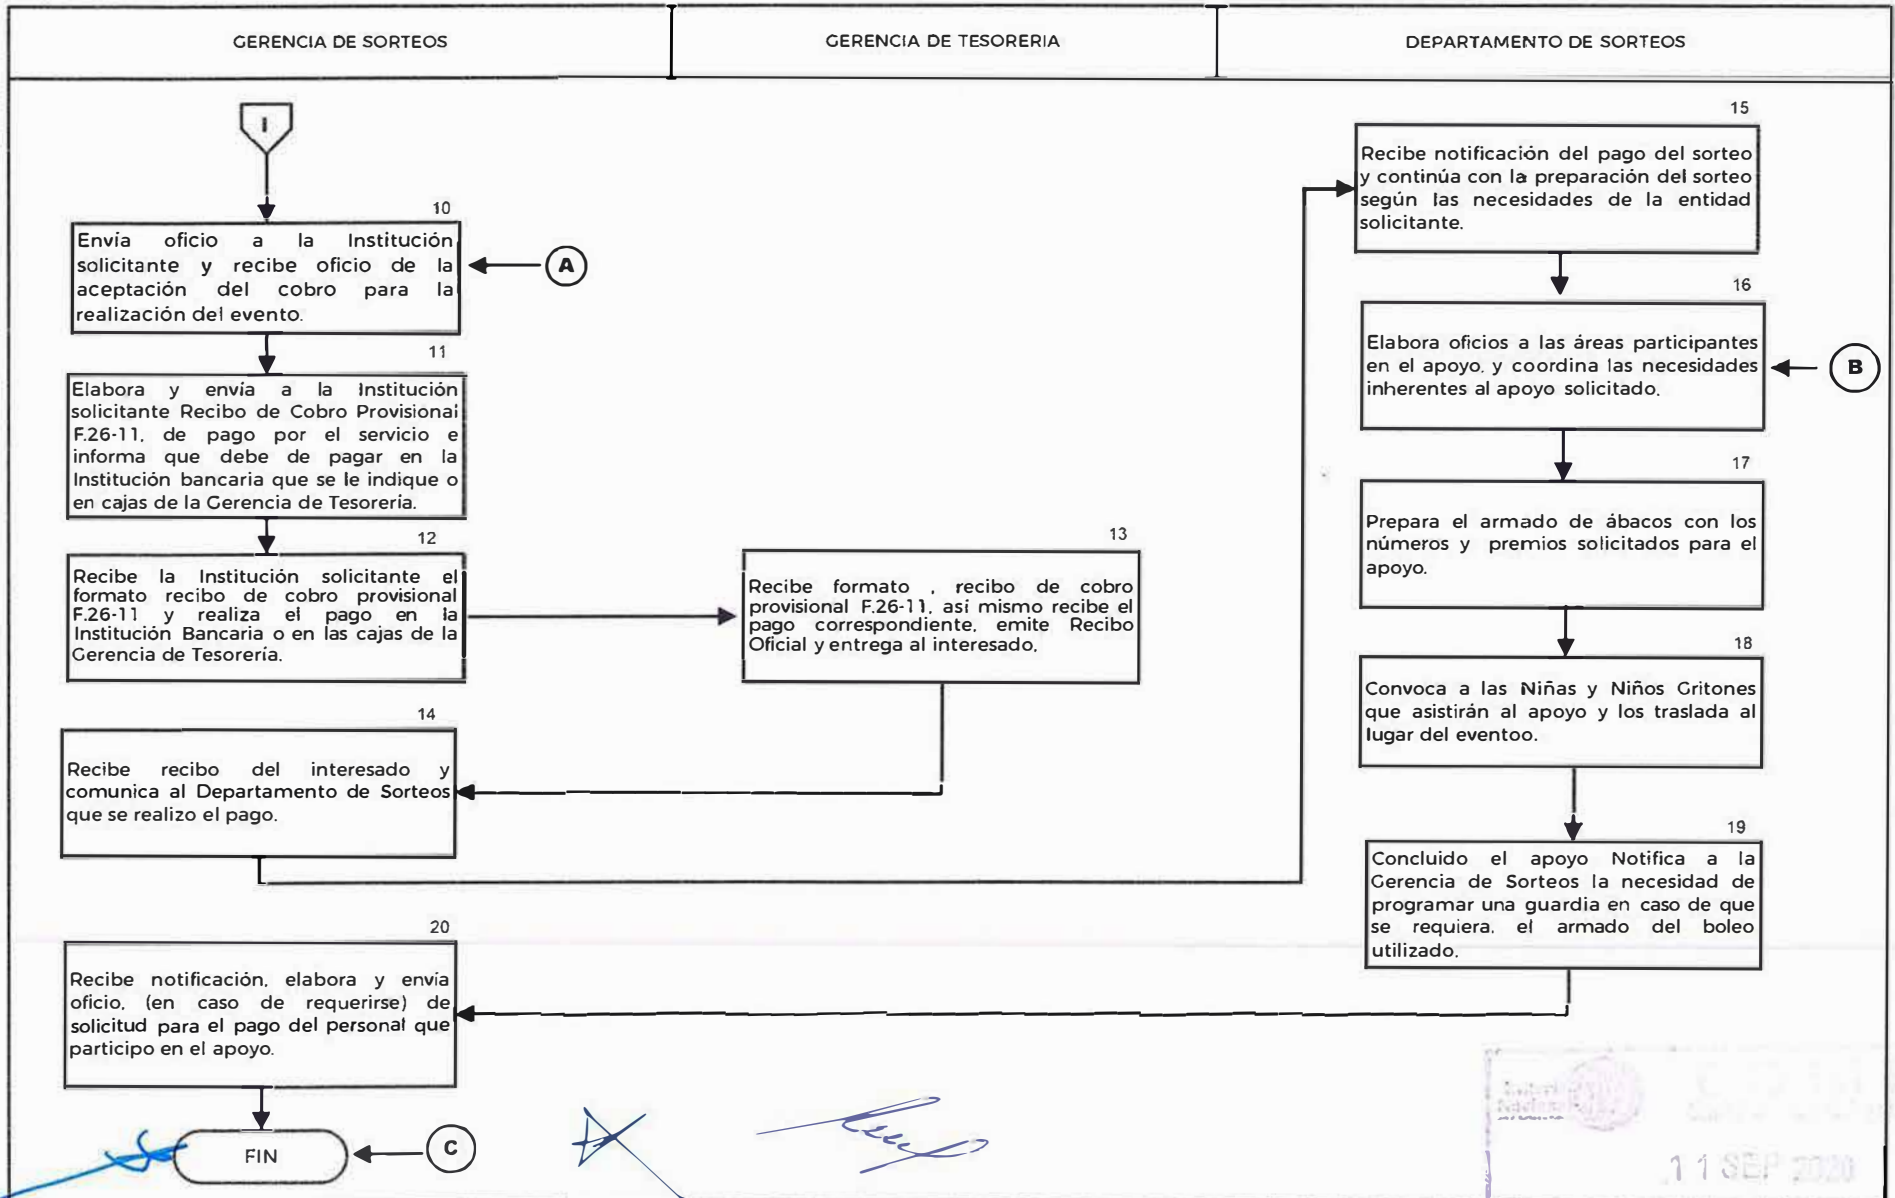 GERENCIA DE SORTEOS
GERENCIA DE TESORERIA
DEPARTAMENTO DE SORTEOS
I
10
Envía oficio a la Institución
solicitante y recibe oficio de la
aceptación del cobro para la
realización del evento.
A
11
Elabora y envía a la Institución
solicitante Recibo de Cobro Provisional
F.26-11, de pago por el servicio e
informa que debe de pagar en la
Institución bancaria que se le indique o
en cajas de la Gerencia de Tesorería.
12
Recibe la Institución solicitante el
formato recibo de cobro provisional
F.26-11 y realiza el pago en la
Institución Bancaria o en las cajas de la
Gerencia de Tesorería.
13
Recibe formato , recibo de cobro
provisional F.26-11, así mismo recibe el
pago correspondiente, emite Recibo
Oficial y entrega al interesado.
14
Recibe recibo del interesado y
comunica al Departamento de Sorteos
que se realizo el pago.
15
Recibe notificación del pago del sorteo
y continúa con la preparación del sorteo
según las necesidades de la entidad
solicitante.
16
Elabora oficios a las áreas participantes
en el apoyo, y coordina las necesidades
inherentes al apoyo solicitado.
B
17
Prepara el armado de ábacos con los
números y premios solicitados para el
apoyo.
18
Convoca a las Niñas y Niños Gritones
que asistirán al apoyo y los traslada al
lugar del eventoo.
19
Concluido el apoyo Notifica a la
Gerencia de Sorteos la necesidad de
programar una guardia en caso de que
se requiera, el armado del boleo
utilizado.
20
Recibe notificación, elabora y envía
oficio, (en caso de requerirse) de
solicitud para el pago del personal que
participo en el apoyo.
FIN
C
11 SEP 2020